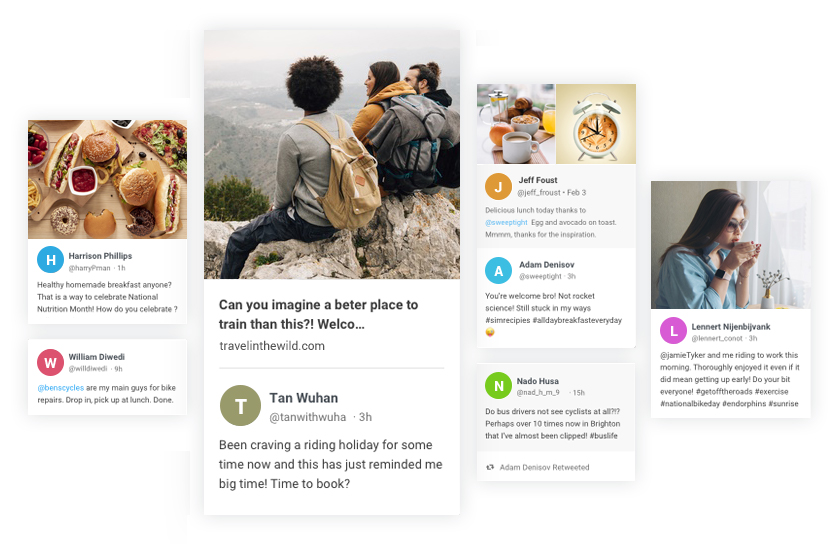 H
Harrison Phillips
@harryPman · 1h
Healthy homemade breakfast anyone?
That is a way to celebrate National
Nutrition Month! How do you celebrate ?
W
William Diwedi
@willdiwedi · 9h
@benscycles are my main guys for bike
repairs. Drop in, pick up at lunch. Done.
Can you imagine a beter place to
train than this?! Welco...
travelinthewild.com
T
Tan Wuhan
@tanwithwuha · 3h
Been craving a riding holiday for some
time now and this has just reminded me
big time! Time to book?
J
Jeff Foust
@jeff_froust • Feb 3
Delicious lunch today thanks to
@sweeptight Egg and avocado on toast.
Mmmm, thanks for the inspiration.
A
Adam Denisov
@sweeptight · 3h
You're welcome bro! Not rocket
science! Still stuck in my ways
#simrecipies #alldaybreakfasteveryday
😜
N
Nado Husa
@nad_h_m_9 · 15h
Do bus drivers not see cyclists at all?!?
Perhaps over 10 times now in Brighton
that I've almost been clipped! #buslife
Adam Denisov Retweeted
L
Lennert Nijenbijvank
@lennert_conot · 3h
@jamieTyker and me riding to work this
morning. Thoroughly enjoyed it even if it
did mean getting up early! Do your bit
everyone! #getofftheroads #exercise
#nationalbikeday #endorphins #sunrise